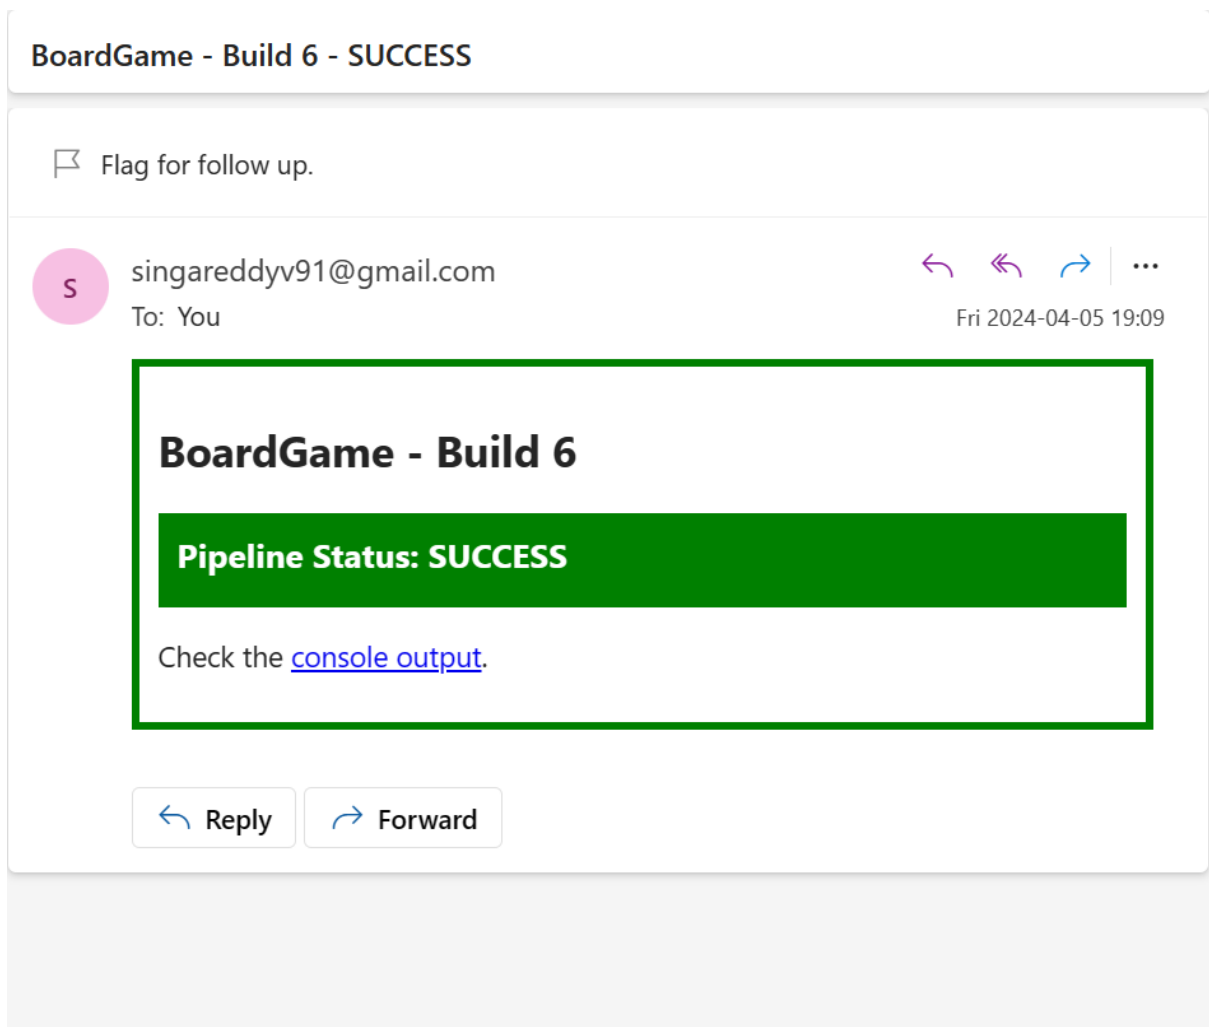 BoardGame - Build 6 - SUCCESS
Flag for follow up.
S
singareddyv91@gmail.com
To: You
Fri 2024-04-05 19:09
BoardGame - Build 6
Pipeline Status: SUCCESS
Check the console output.
Reply
Forward